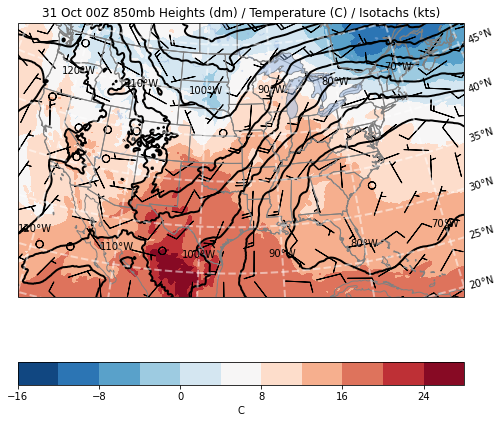 31 Oct 00Z 850mb Heights (dm) / Temperature (C) / Isotachs (kts)
45°N
120°W 110°W 100°W 90°W 80°W 70°W
40°N
35°N
30°N
25°N
110°W 110°W 100°W 90°W 80°W 70°W
20°N
−16 −8 0 8 16 24
C